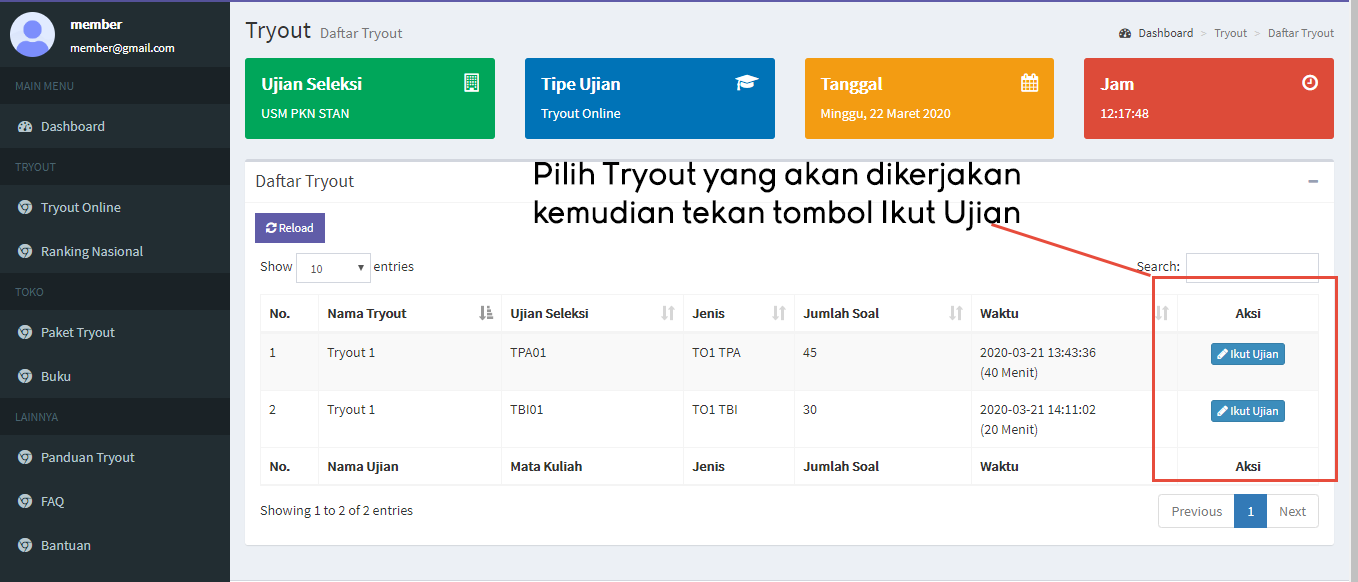 member
member@gmail.com
MAIN MENU
Dashboard
TRYOUT
Tryout Online
Ranking Nasional
TOKO
Paket Tryout
Buku
LAINNYA
Panduan Tryout
FAQ
Bantuan
Tryout Daftar Tryout
Dashboard > Tryout > Daftar Tryout
Ujian Seleksi
USM PKN STAN
Tipe Ujian
Tryout Online
Tanggal
Minggu, 22 Maret 2020
Jam
12:17:48
Daftar Tryout
Pilih Tryout yang akan dikerjakan
kemudian tekan tombol Ikut Ujian
Reload
Show 10 entries
Search:
No. Nama Tryout Ujian Seleksi Jenis Jumlah Soal Waktu Aksi
1 Tryout 1 TPA01 TO1 TPA 45 2020-03-21 13:43:36 Ikut Ujian
(40 Menit)
2 Tryout 1 TBI01 TO1 TBI 30 2020-03-21 14:11:02 Ikut Ujian
(20 Menit)
No. Nama Ujian Mata Kuliah Jenis Jumlah Soal Waktu Aksi
Showing 1 to 2 of 2 entries
Previous 1 Next